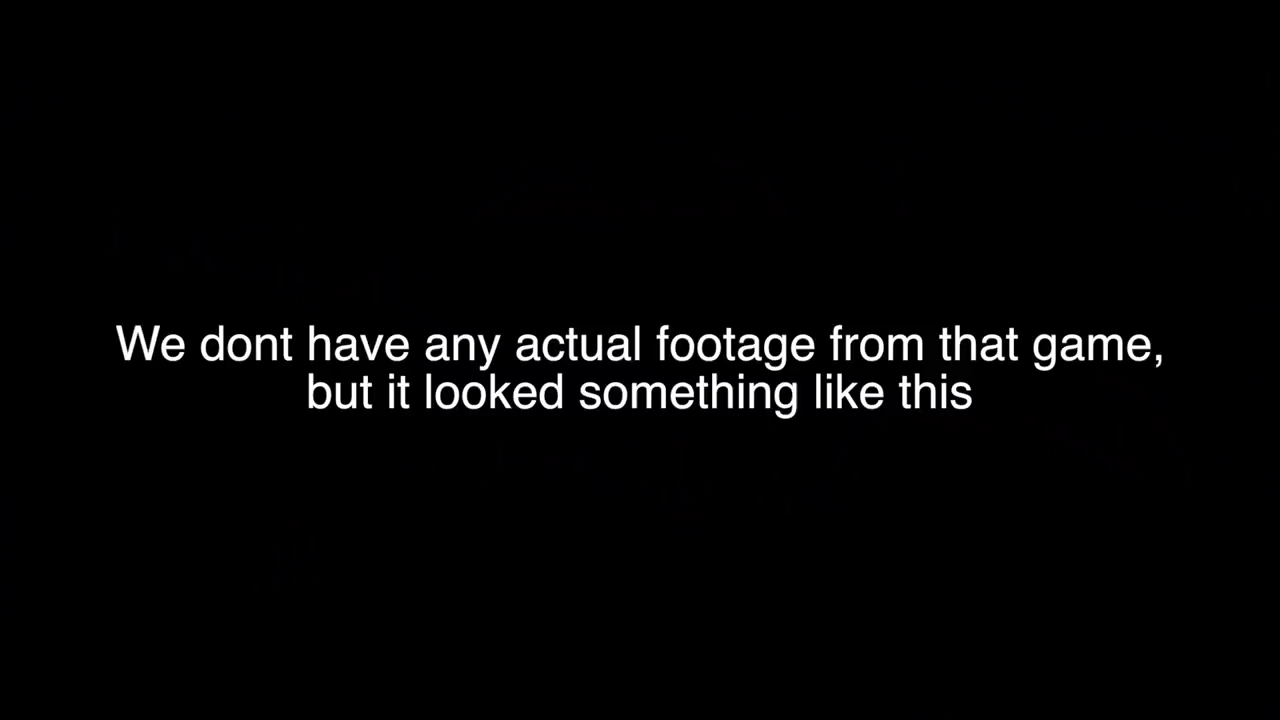 We dont have any actual footage from that game,
but it looked something like this